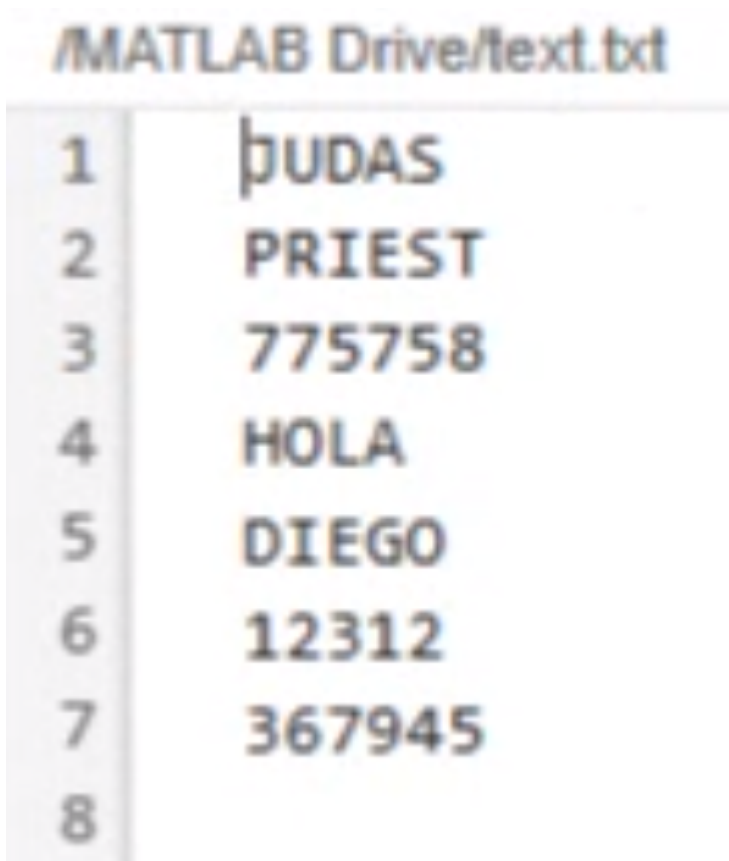 /MATLAB Drive/text.txt
1 JUDAS
2 PRIEST
3 775758
4 HOLA
5 DIEGO
6 12312
7 367945
8